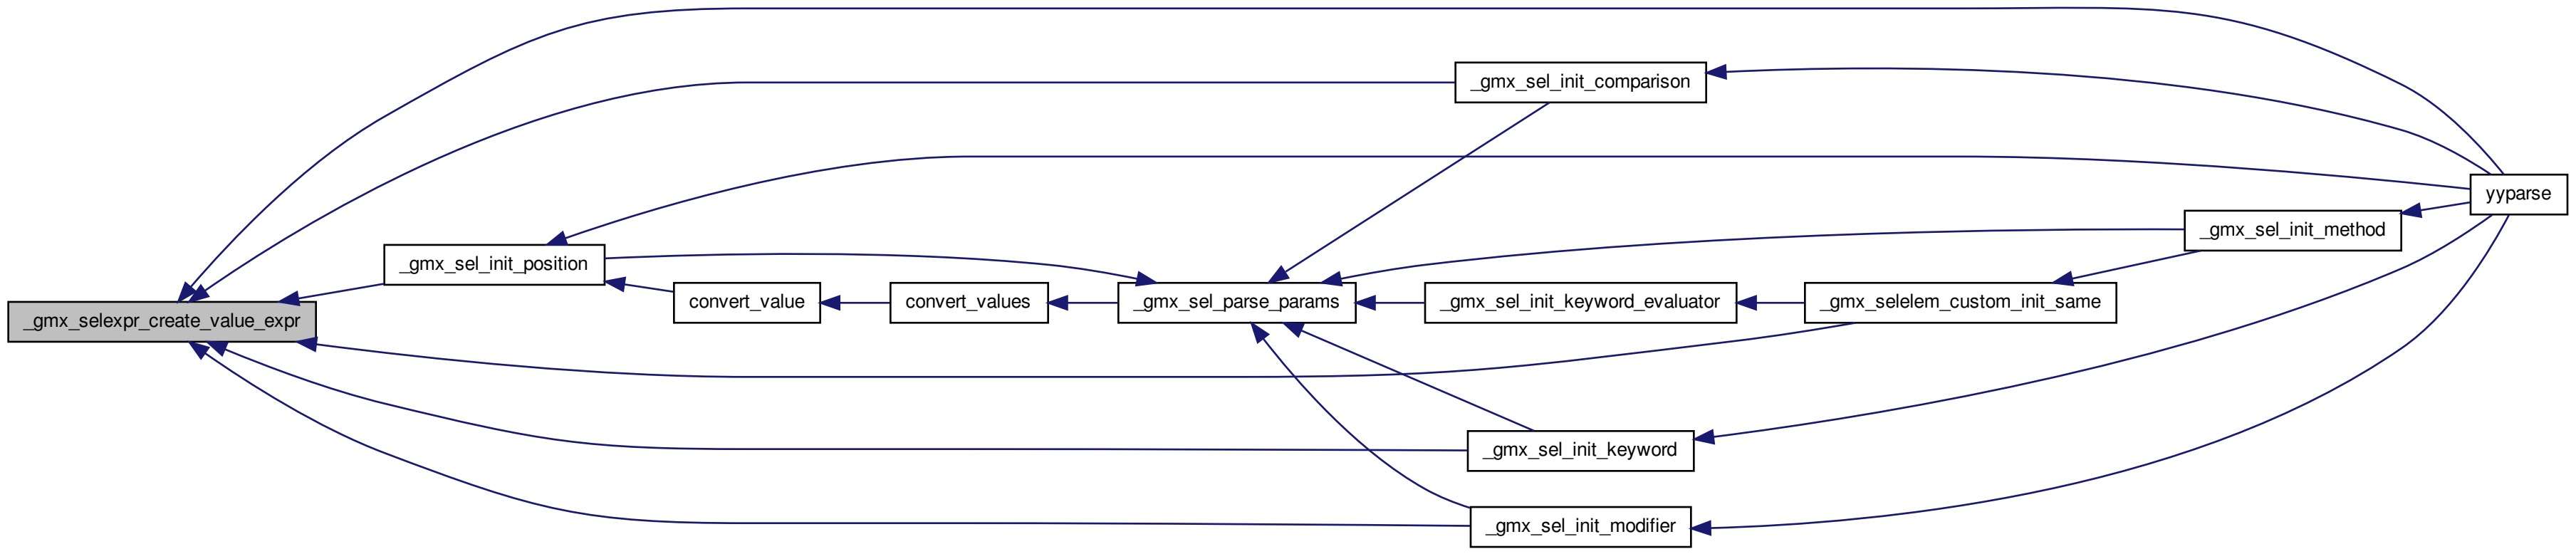 _gmx_sel_init_comparison
yyparse
_gmx_sel_init_method
_gmx_sel_init_position
convert_value
convert_values
_gmx_sel_parse_params
_gmx_sel_init_keyword_evaluator
_gmx_selelem_custom_init_same
_gmx_selexpr_create_value_expr
_gmx_sel_init_keyword
_gmx_sel_init_modifier